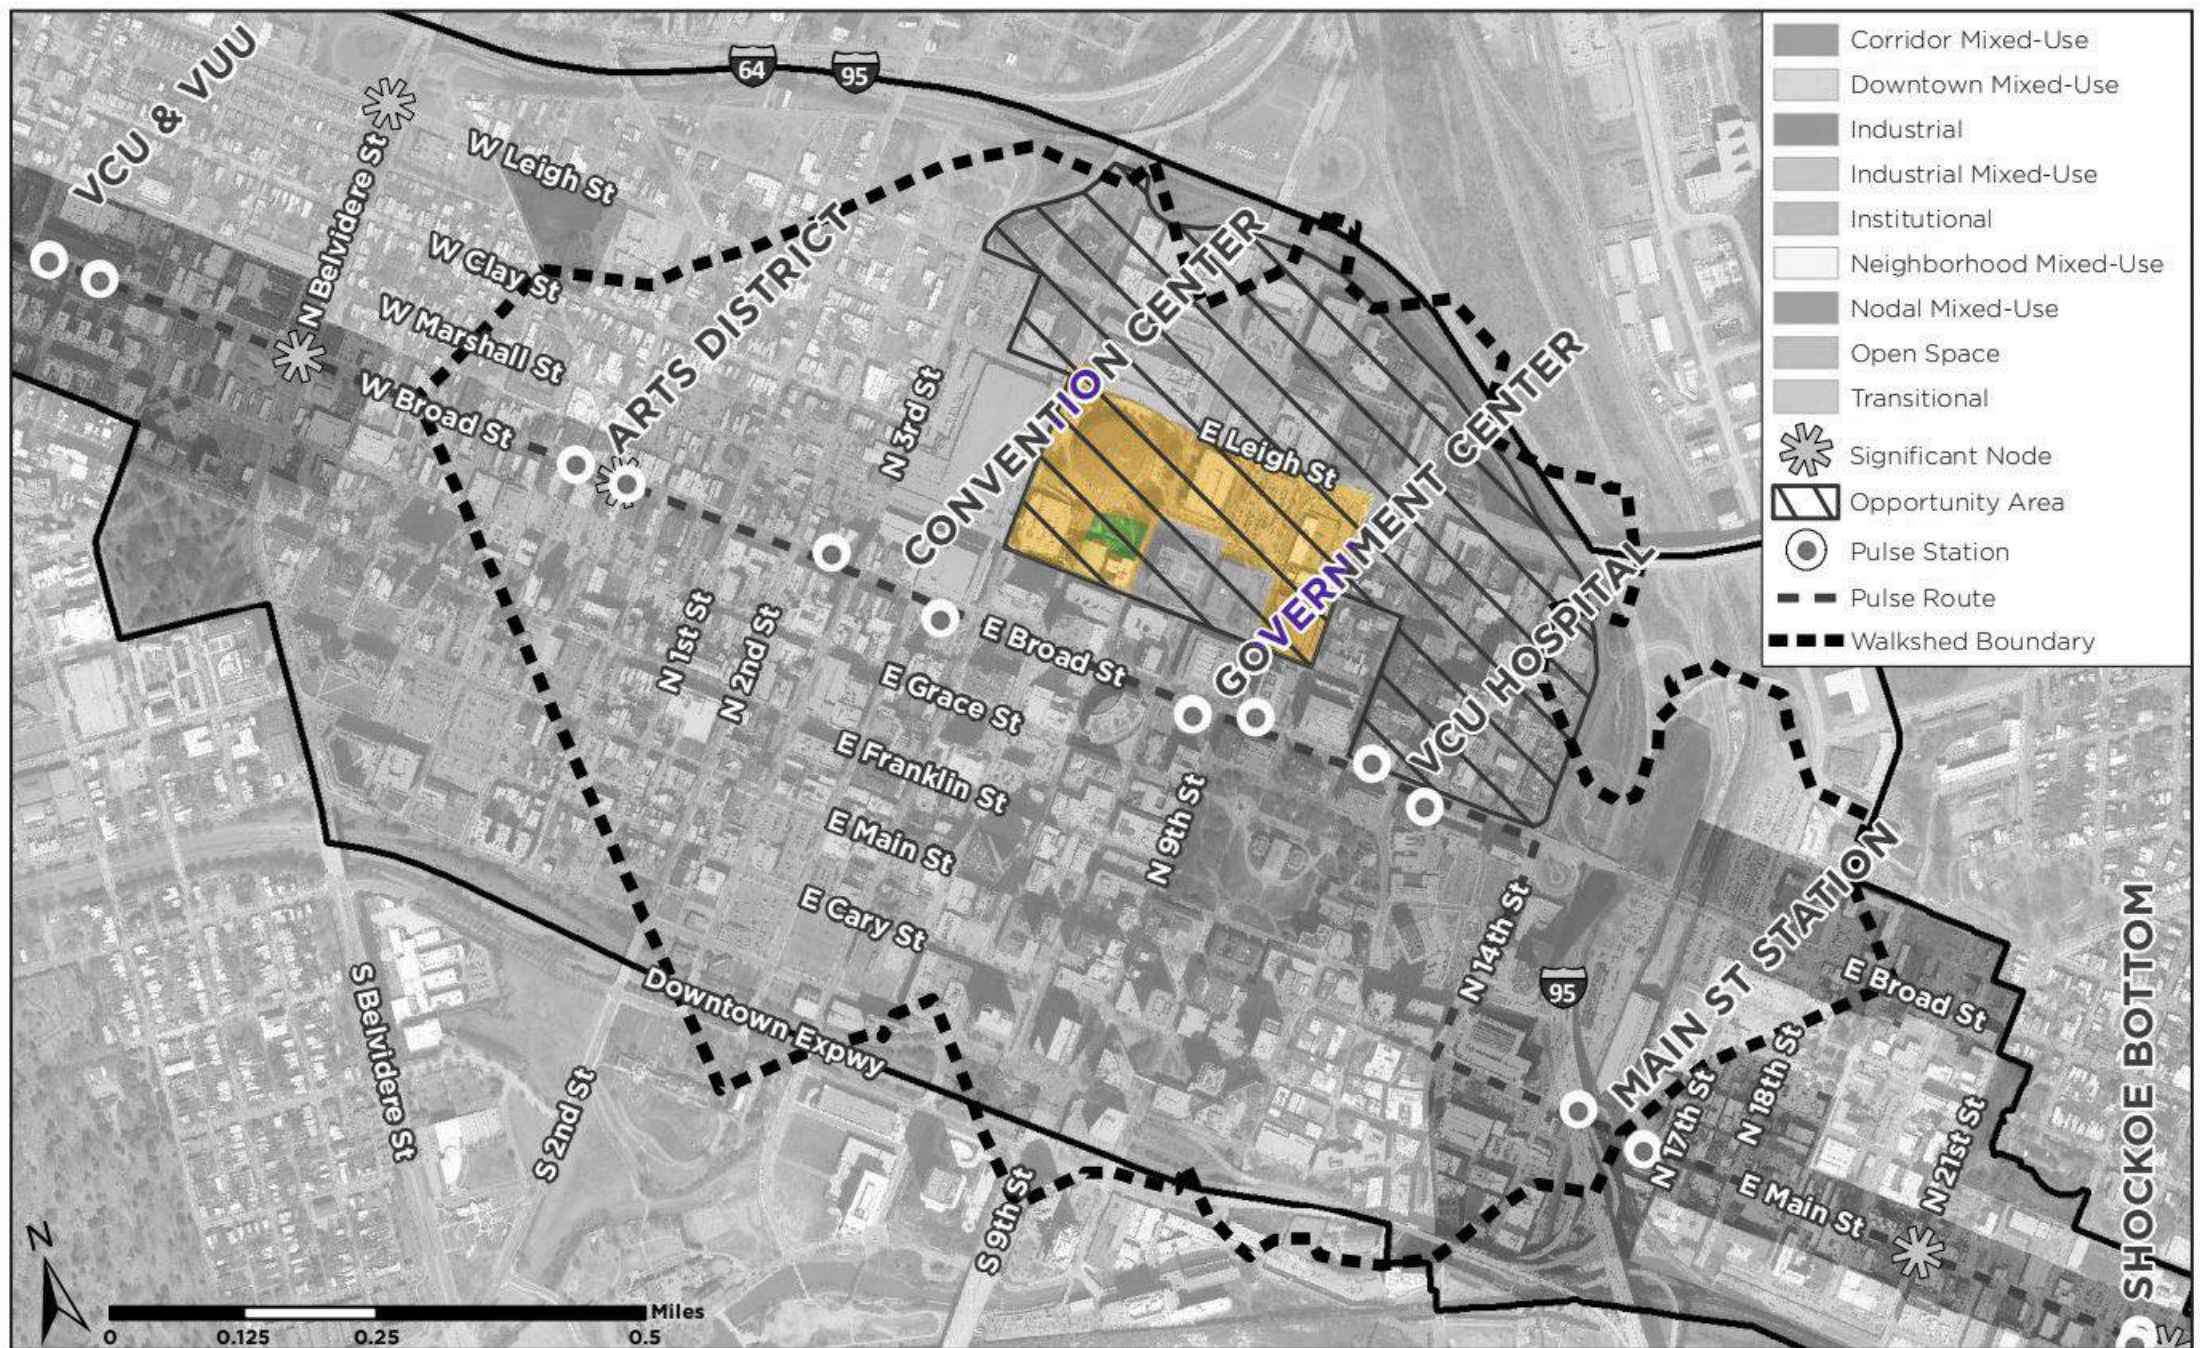 VCU & VUU
64
95
N Belvidere St
W Leigh St
W Clay St
W Marshall St
W Broad St
ARTS DISTRICT
N 3rd St
CONVENTION CENTER
E Leigh St
GOVERNMENT CENTER
VCU HOSPITAL
N 1st St
N 2nd St
E Broad St
E Grace St
E Franklin St
E Main St
E Cary St
N 9th St
N 14th St
95
MAIN ST STATION
E Broad St
N 17th St
N 18th St
N 21st St
E Main St
SHOCKOE BOTTOM
Downtown Expwy
S Belvidere St
S 2nd St
S 9th St
N
Miles
0 0.125 0.25 0.5
Corridor Mixed-Use
Downtown Mixed-Use
Industrial
Industrial Mixed-Use
Institutional
Neighborhood Mixed-Use
Nodal Mixed-Use
Open Space
Transitional
Significant Node
Opportunity Area
Pulse Station
Pulse Route
Walkshed Boundary